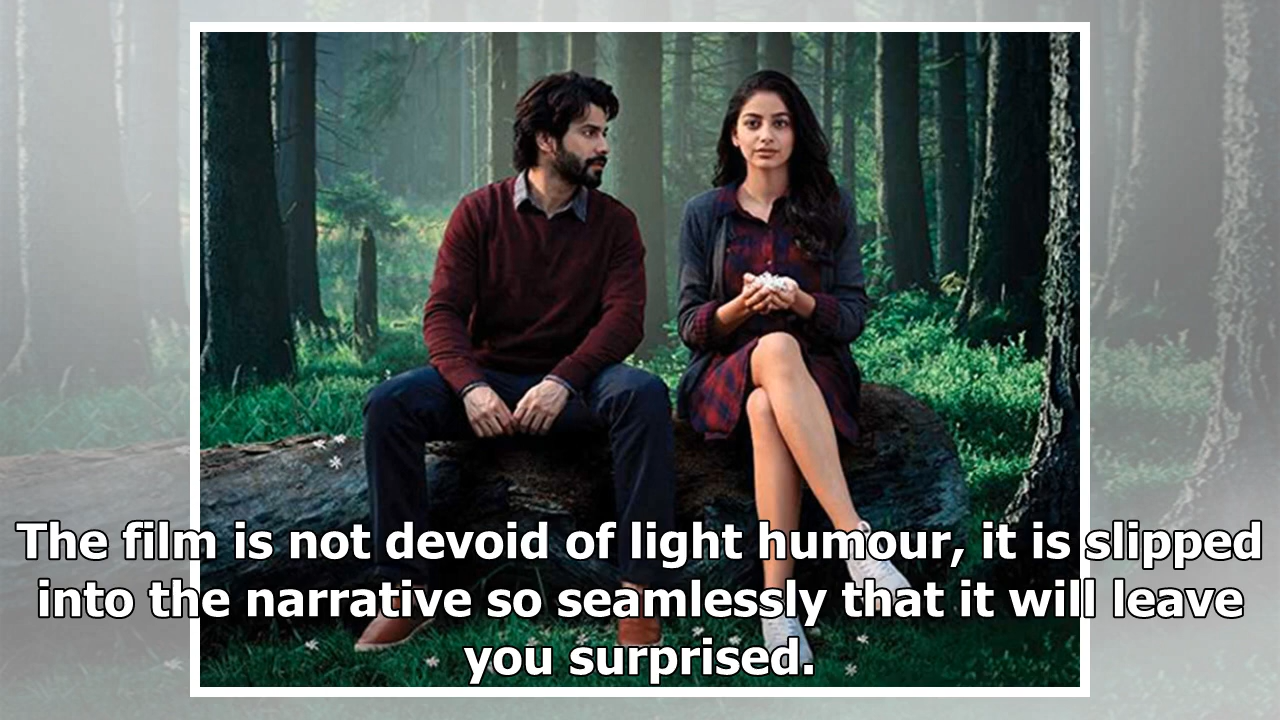 The film is not devoid of light humour, it is slipped
into the narrative so seamlessly that it will leave
you surprised.